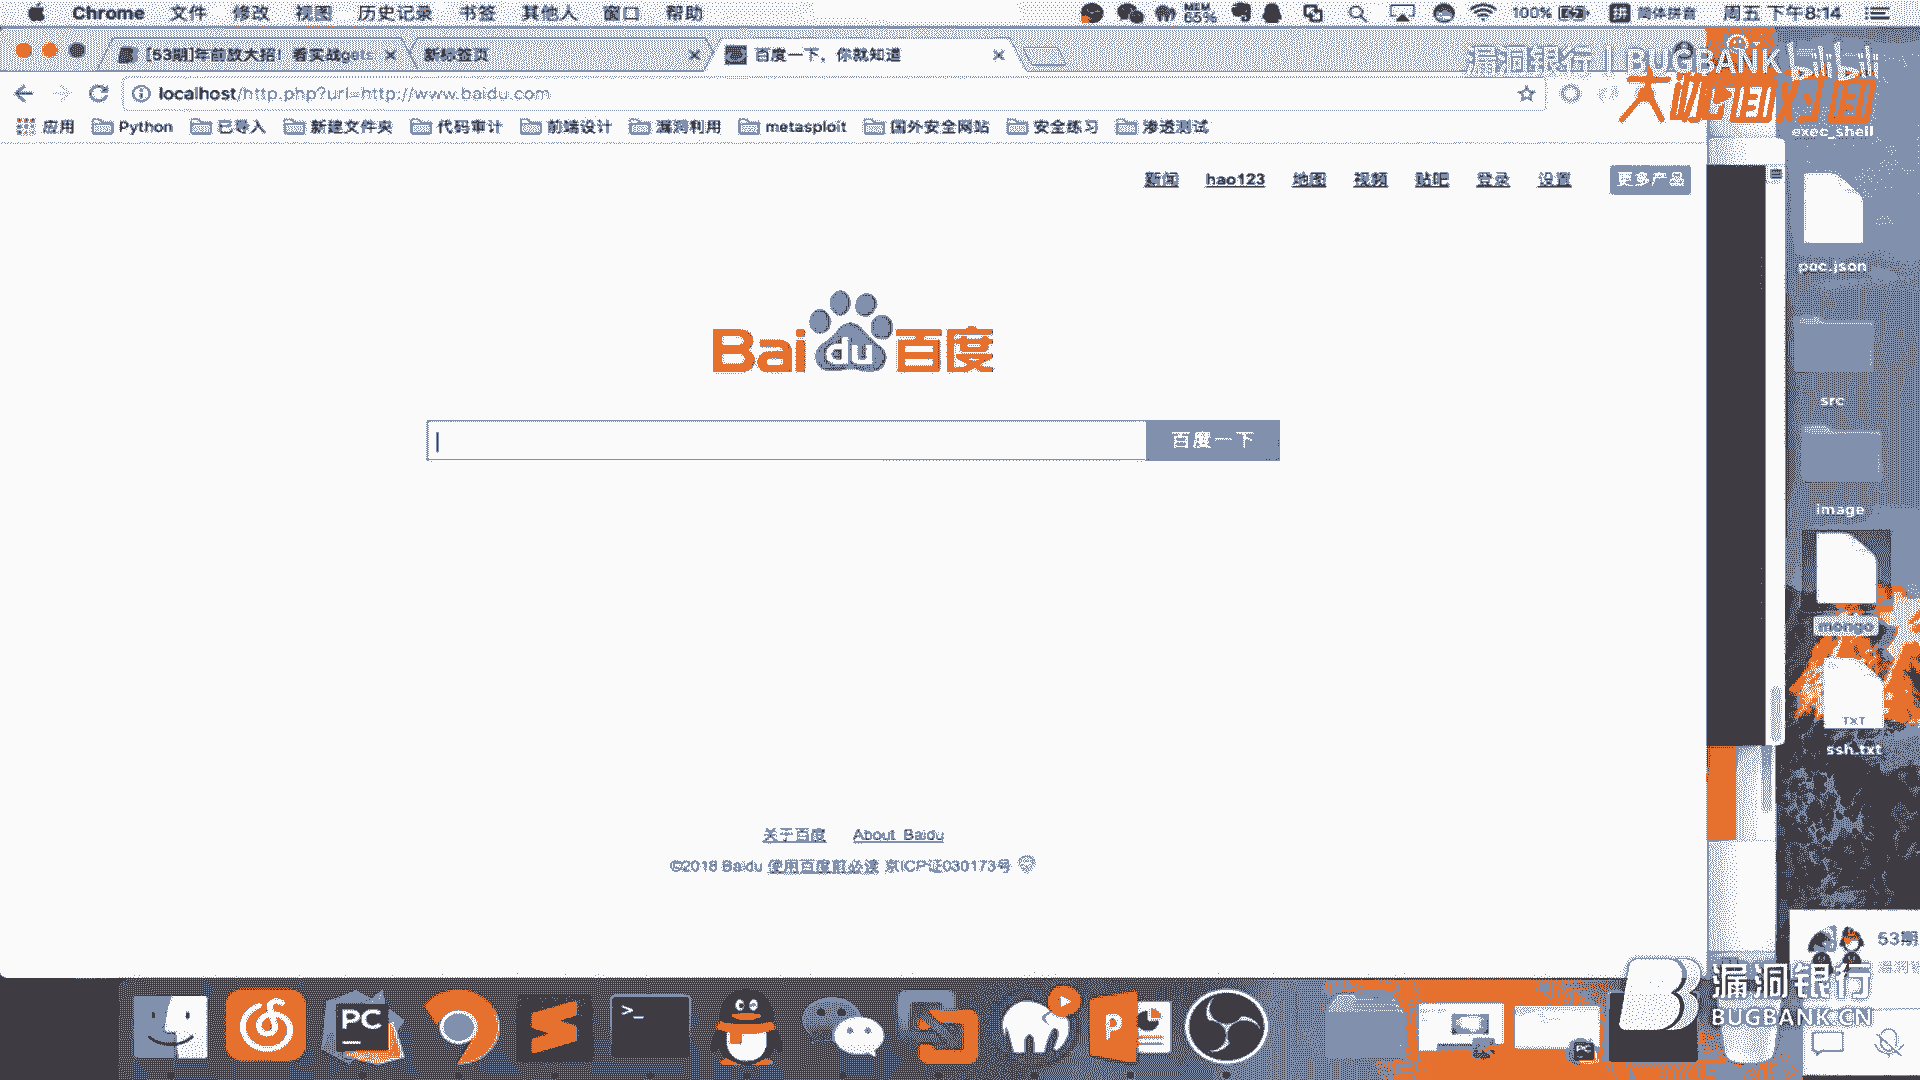 Chrome 文件 修改 视图 历史记录 书签 其他人 窗口 帮助
MEM 65% 100% 拼 简体拼音 周五 下午8:14
[53期]年前放大招！看实战gets
新标签页
百度一下，你就知道
漏洞银行 | BUGBANK bilibili
大咖面对面
localhost/http.php?url=http://www.baidu.com
应用 Python 已导入 新建文件夹 代码审计 前端设计 漏洞利用 metasploit 国外安全网站 安全练习 渗透测试
exec_shell
新闻 hao123 地图 视频 贴吧 登录 设置 更多产品
poc.json
Bai du 百度
src
百度一下
image
mongo
TXT
ssh.txt
关于百度 About Baidu
©2018 Baidu 使用百度前必读 京ICP证030173号
53期
漏洞银行
BUGBANK.CN
PC
P
PC